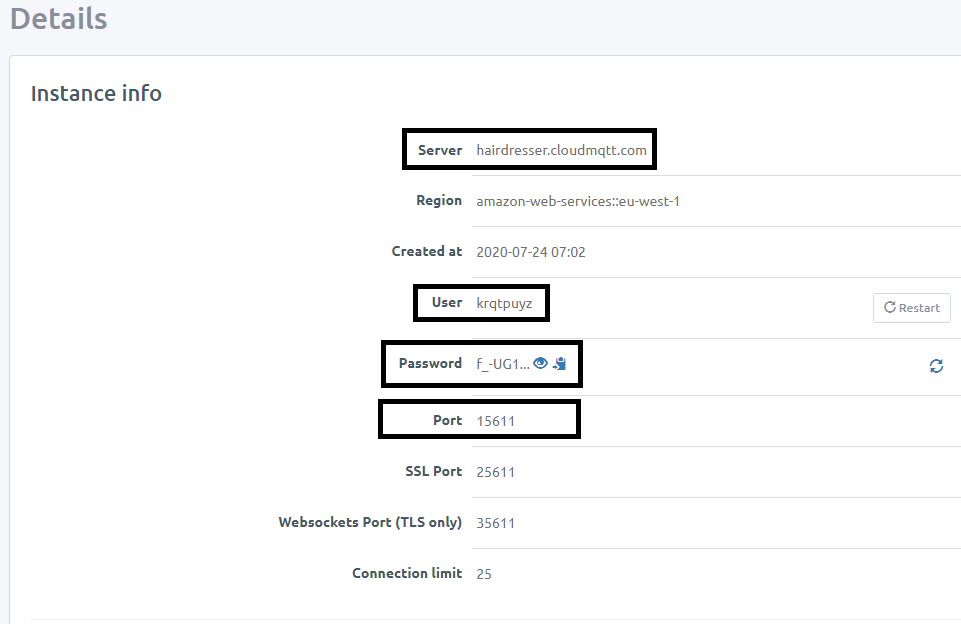 Details
Instance info
Server hairdresser.cloudmqtt.com
Region amazon-web-services::eu-west-1
Created at 2020-07-24 07:02
User krqtpuyz Restart
Password f_-UG1...
Port 15611
SSL Port 25611
Websockets Port (TLS only) 35611
Connection limit 25